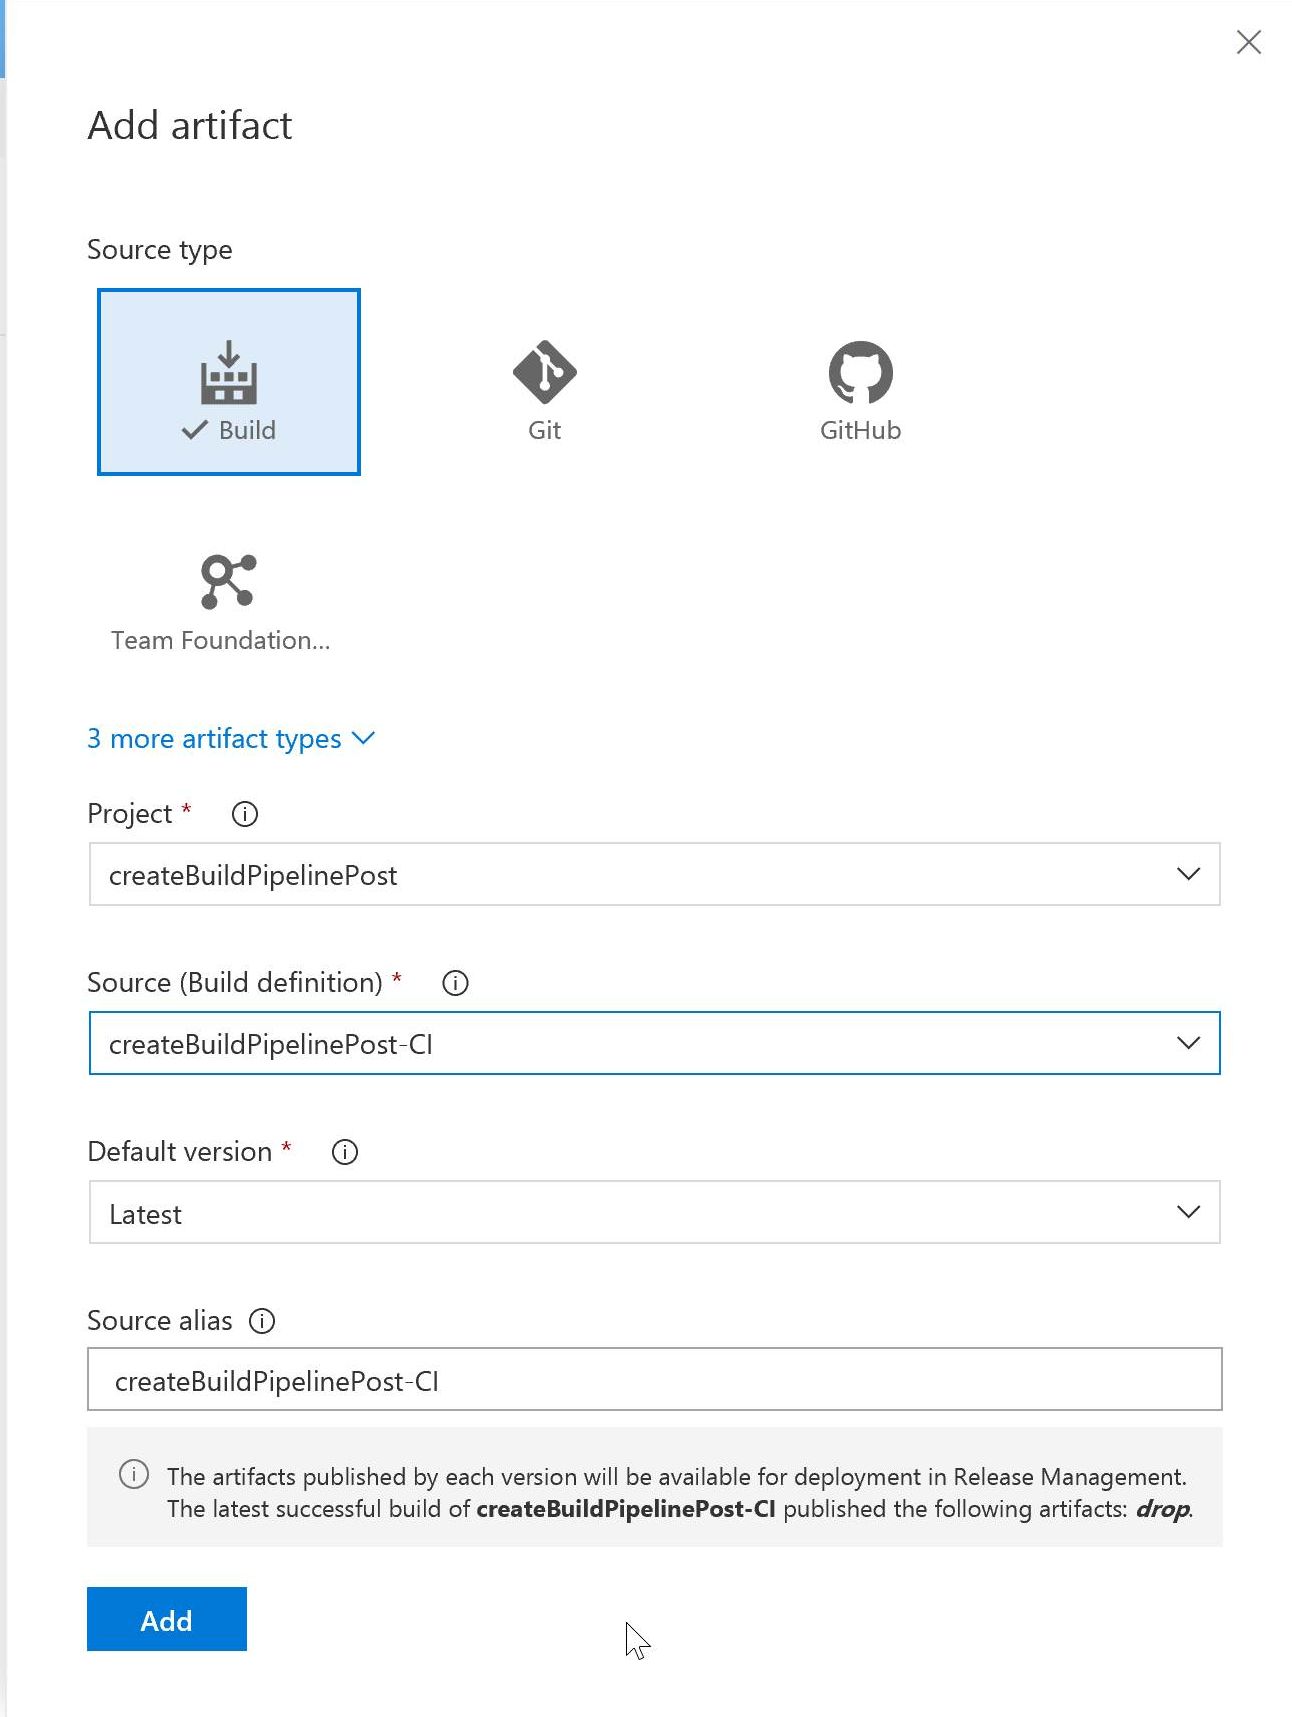 Add artifact
Source type
Build
Git
GitHub
Team Foundation...
3 more artifact types
Project *
createBuildPipelinePost
Source (Build definition) *
createBuildPipelinePost-CI
Default version *
Latest
Source alias
createBuildPipelinePost-CI
The artifacts published by each version will be available for deployment in Release Management.
The latest successful build of createBuildPipelinePost-CI published the following artifacts: drop.
Add